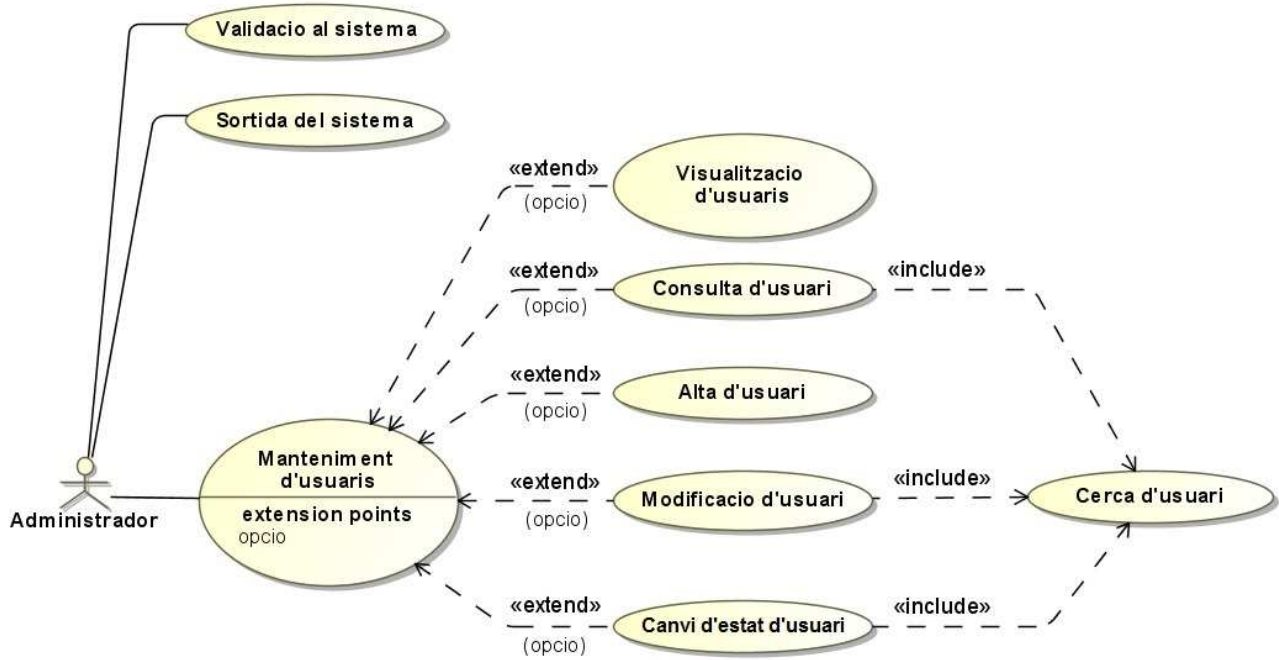 Validacio al sistema
Sortida del sistema
«extend»
(opcio)
Visualitzacio
d'usuaris
«extend»
(opcio)
Consulta d'usuari
«include»
«extend»
(opcio)
Alta d'usuari
Administrador
Manteniment
d'usuaris
extension points
opcio
«extend»
(opcio)
Modificacio d'usuari
«include»
Cerca d'usuari
«extend»
(opcio)
Canvi d'estat d'usuari
«include»